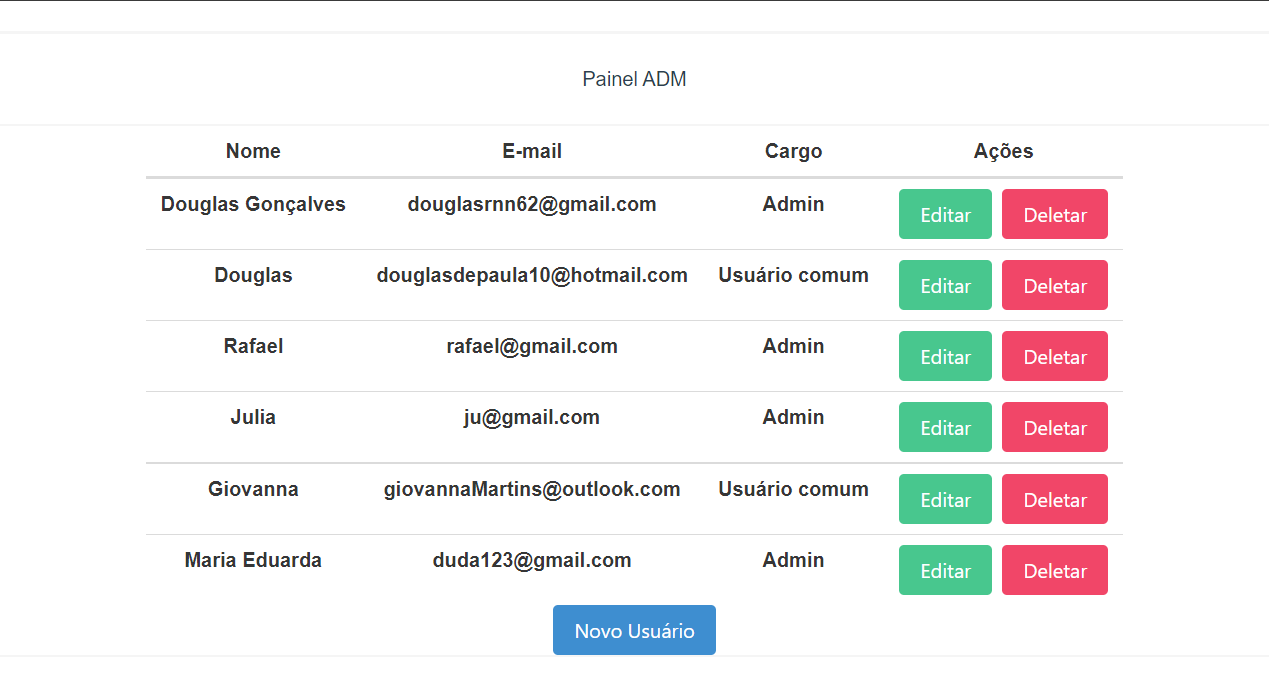 Painel ADM
Nome E-mail Cargo Ações
Douglas Gonçalves douglasrnn62@gmail.com Admin Editar Deletar
Douglas douglasdepaula10@hotmail.com Usuário comum Editar Deletar
Rafael rafael@gmail.com Admin Editar Deletar
Julia ju@gmail.com Admin Editar Deletar
Giovanna giovannaMartins@outlook.com Usuário comum Editar Deletar
Maria Eduarda duda123@gmail.com Admin Editar Deletar
Novo Usuário